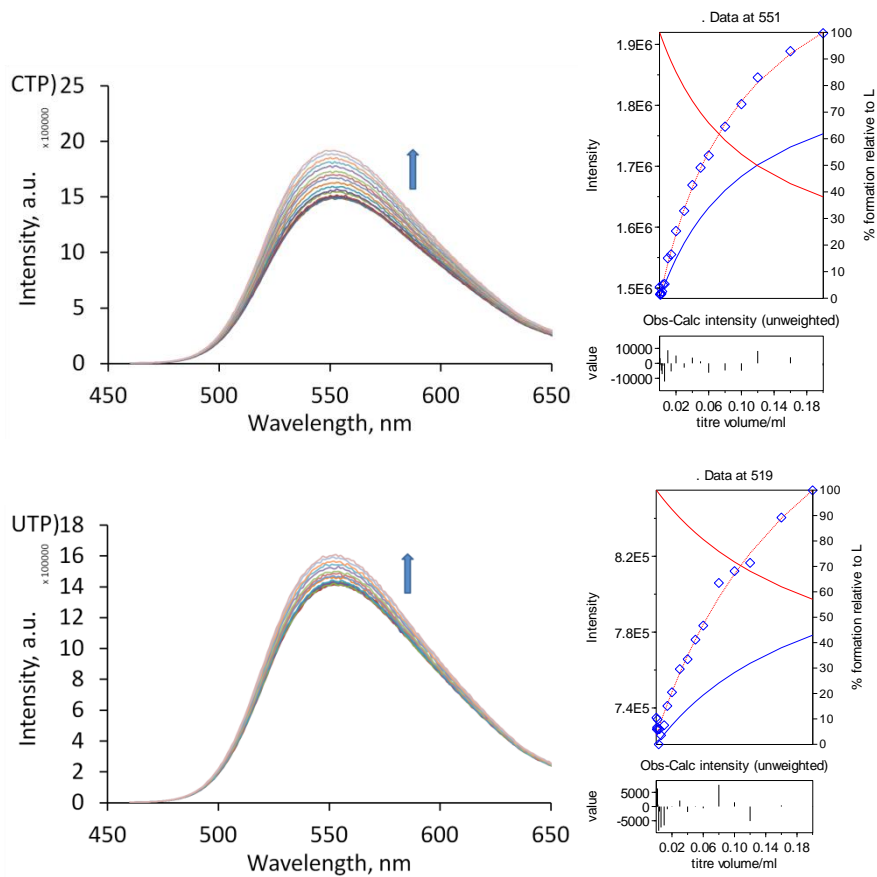 CTP)
x 100000
25
20
15
10
5
0
Intensity, a.u.
450 500 550 600 650
Wavelength, nm
. Data at 551
1.9E6
1.8E6
1.7E6
1.6E6
1.5E6
Intensity
100
90
80
70
60
50
40
30
20
10
0
% formation relative to L
Obs-Calc intensity (unweighted)
10000
0
-10000
value
0.02 0.06 0.10 0.14 0.18
titre volume/ml
UTP)
x 100000
18
16
14
12
10
8
6
4
2
0
Intensity, a.u.
450 500 550 600 650
Wavelength, nm
. Data at 519
8.2E5
7.8E5
7.4E5
Intensity
100
90
80
70
60
50
40
30
20
10
0
% formation relative to L
Obs-Calc intensity (unweighted)
5000
0
-5000
value
0.02 0.06 0.10 0.14 0.18
titre volume/ml